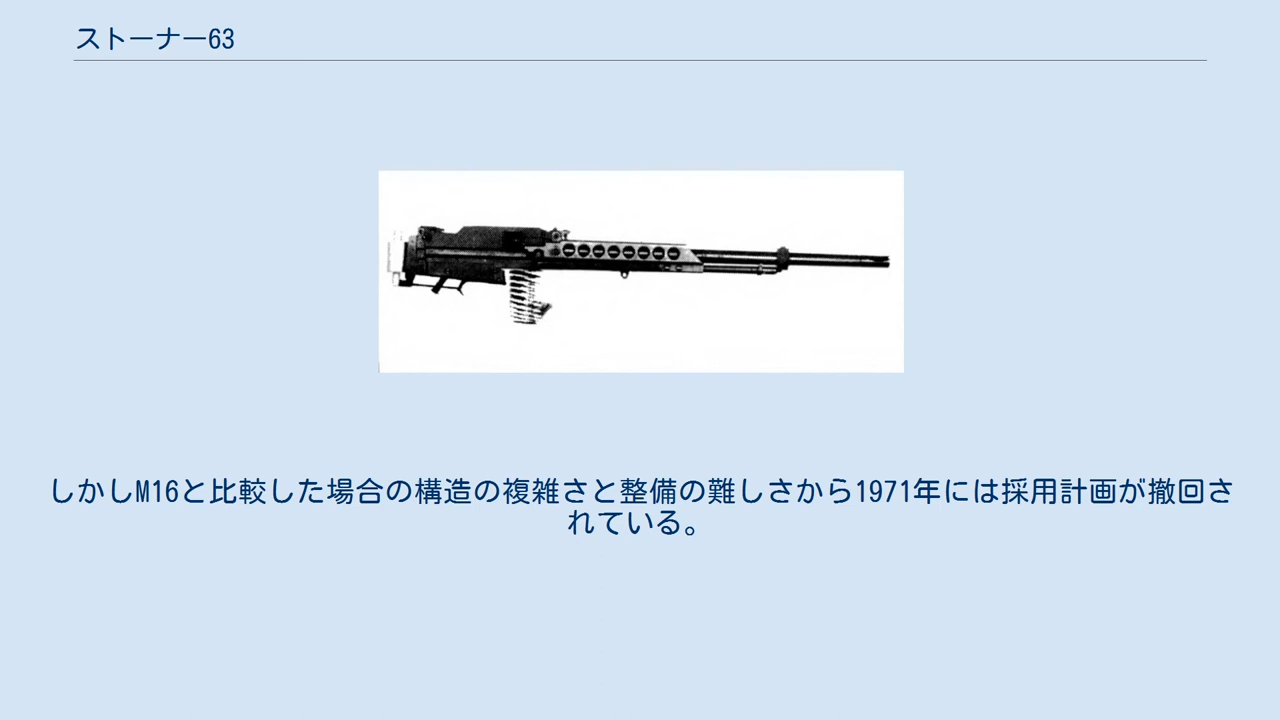 ストーナー63
しかしM16と比較した場合の構造の複雑さと整備の難しさから1971年には採用計画が撤回さ
れている。